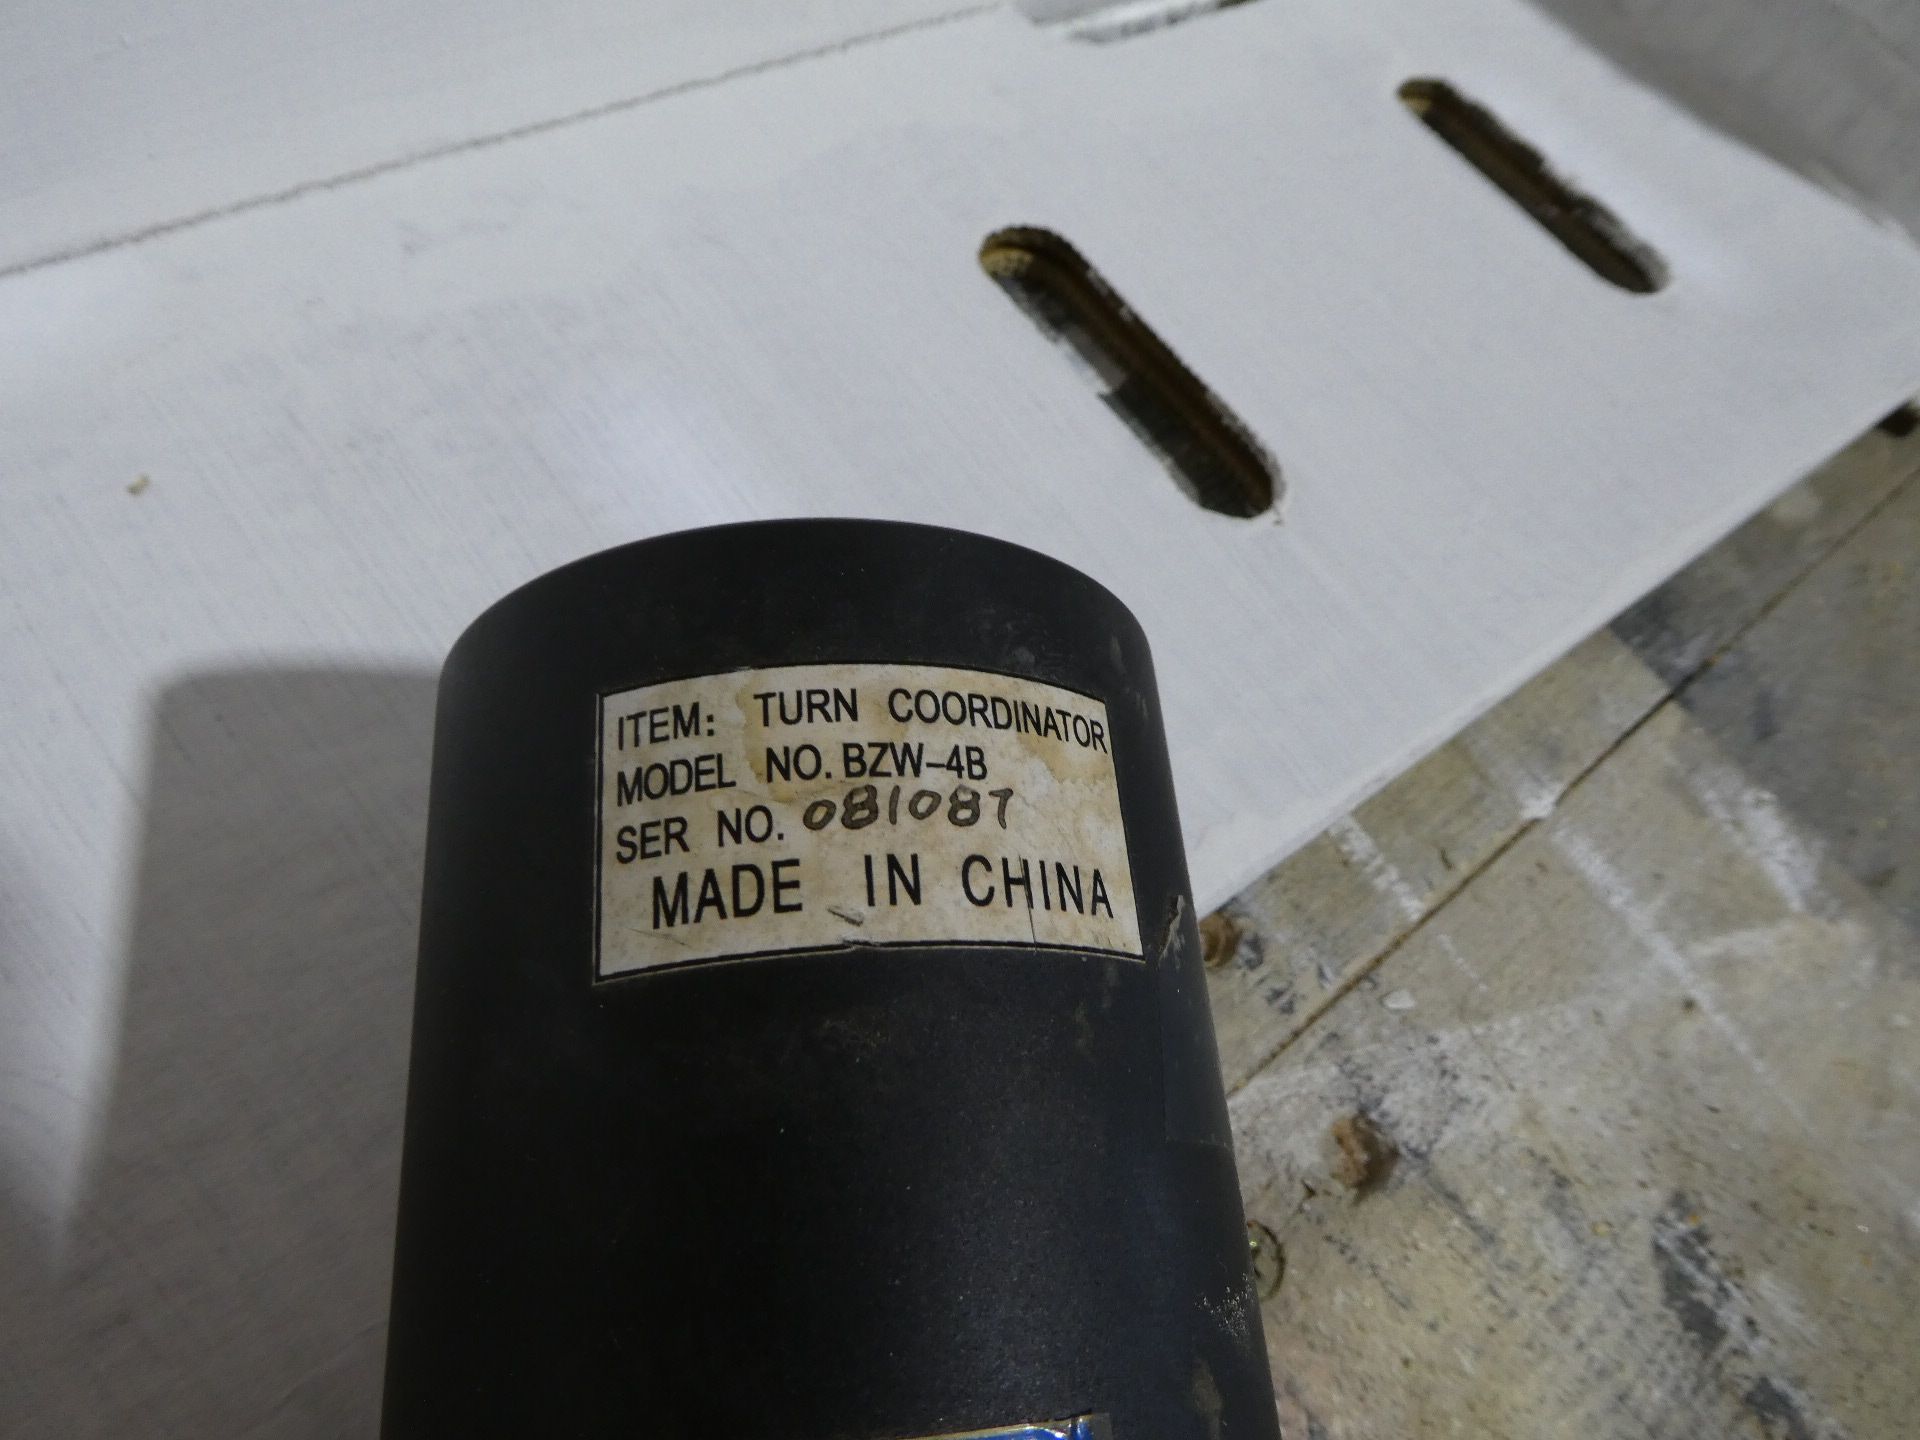 ITEM: TURN COORDINATOR
MODEL NO. BZW-4B
SER NO. 081087
MADE IN CHINA